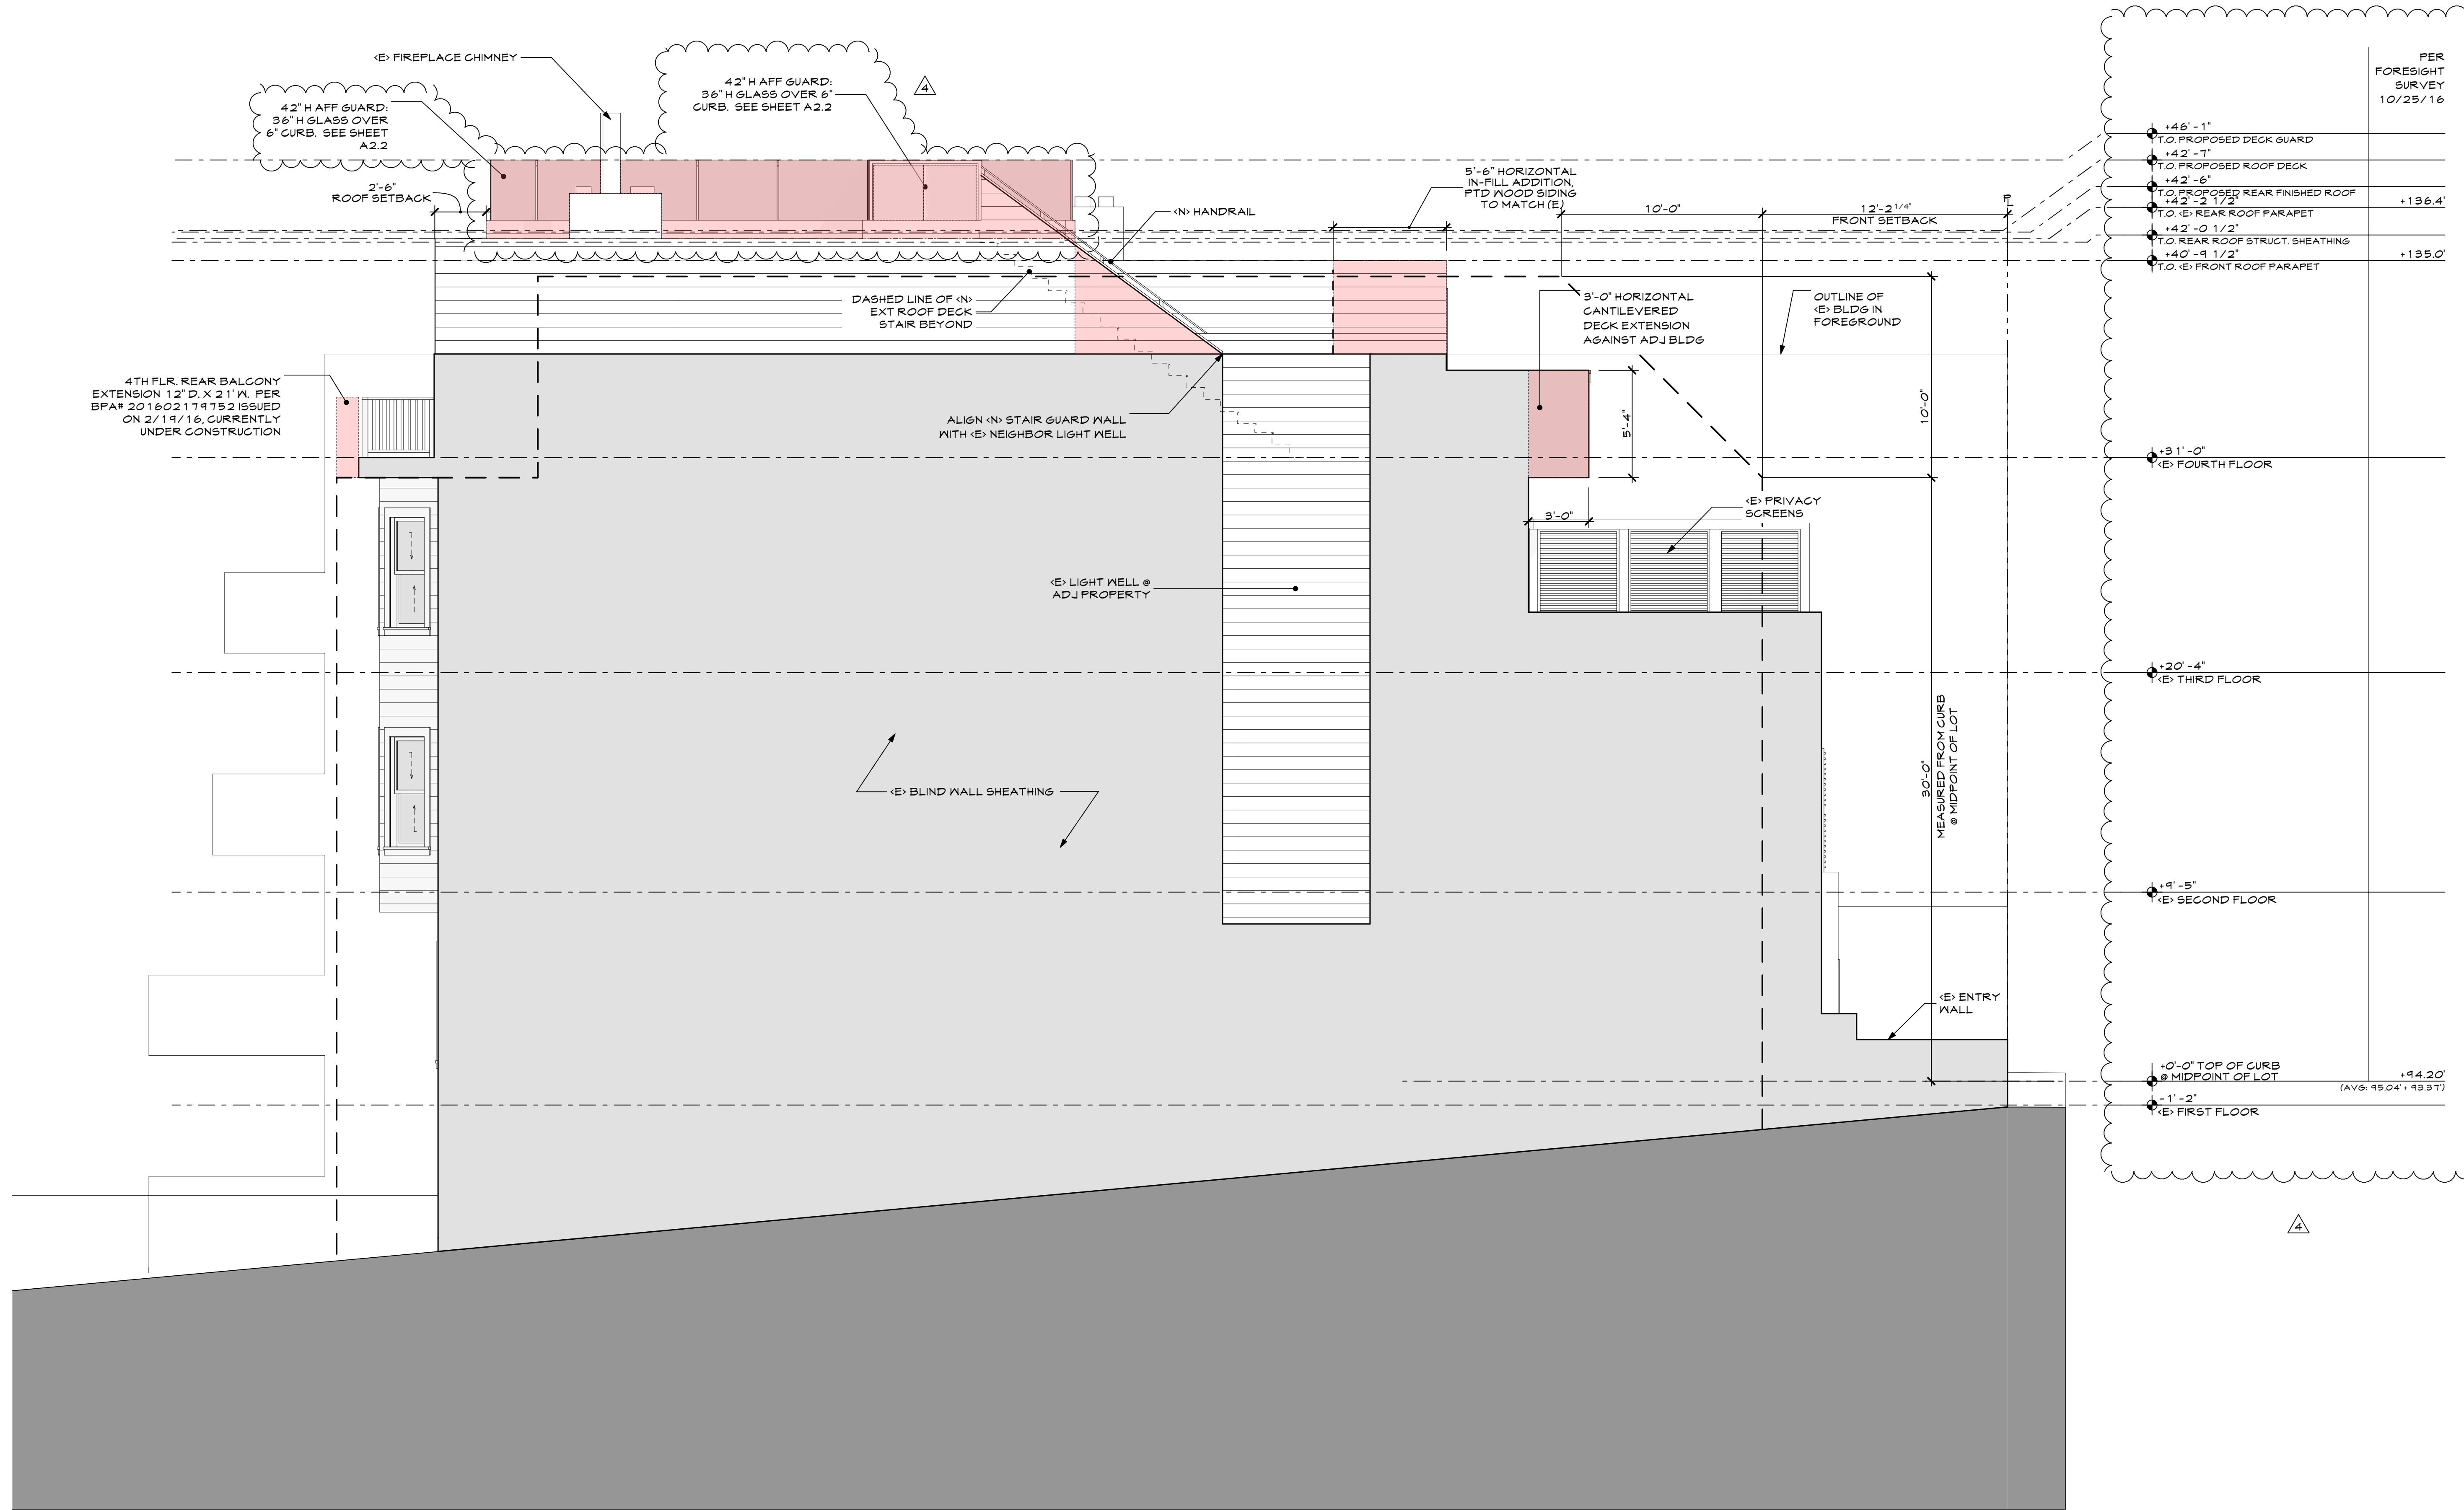 <E> FIREPLACE CHIMNEY
42" H AFF GUARD:
36" H GLASS OVER
6" CURB. SEE SHEET
A2.2
42" H AFF GUARD:
36" H GLASS OVER 6"
CURB. SEE SHEET A2.2
4
2'-6"
ROOF SETBACK
<N> HANDRAIL
5'-6" HORIZONTAL
IN-FILL ADDITION,
PTD WOOD SIDING
TO MATCH (E)
10'-0"
12'-2 1/4"
FRONT SETBACK
PL
DASHED LINE OF <N>
EXT ROOF DECK
STAIR BEYOND
3'-0" HORIZONTAL
CANTILEVERED
DECK EXTENSION
AGAINST ADJ BLDG
OUTLINE OF
<E> BLDG IN
FOREGROUND
4TH FLR. REAR BALCONY
EXTENSION 12" D. X 21' W. PER
BPA# 201602179752 ISSUED
ON 2/19/16, CURRENTLY
UNDER CONSTRUCTION
ALIGN <N> STAIR GUARD WALL
WITH <E> NEIGHBOR LIGHT WELL
5'-4"
10'-0"
3'-0"
<E> PRIVACY
SCREENS
<E> LIGHT WELL @
ADJ PROPERTY
<E> BLIND WALL SHEATHING
30'-0"
MEASURED FROM CURB
@ MIDPOINT OF LOT
<E> ENTRY
WALL
PER
FORESIGHT
SURVEY
10/25/16
+46'-1"
T.O. PROPOSED DECK GUARD
+42'-7"
T.O. PROPOSED ROOF DECK
+42'-6"
T.O. PROPOSED REAR FINISHED ROOF
+42'-2 1/2" +136.4'
T.O. <E> REAR ROOF PARAPET
+42'-0 1/2"
T.O. REAR ROOF STRUCT. SHEATHING
+40'-9 1/2" +135.0'
T.O. <E> FRONT ROOF PARAPET
+31'-0"
<E> FOURTH FLOOR
+20'-4"
<E> THIRD FLOOR
+9'-5"
<E> SECOND FLOOR
+0'-0" TOP OF CURB
@ MIDPOINT OF LOT +94.20'
(AVG: 95.04' + 93.37')
-1'-2"
<E> FIRST FLOOR
4